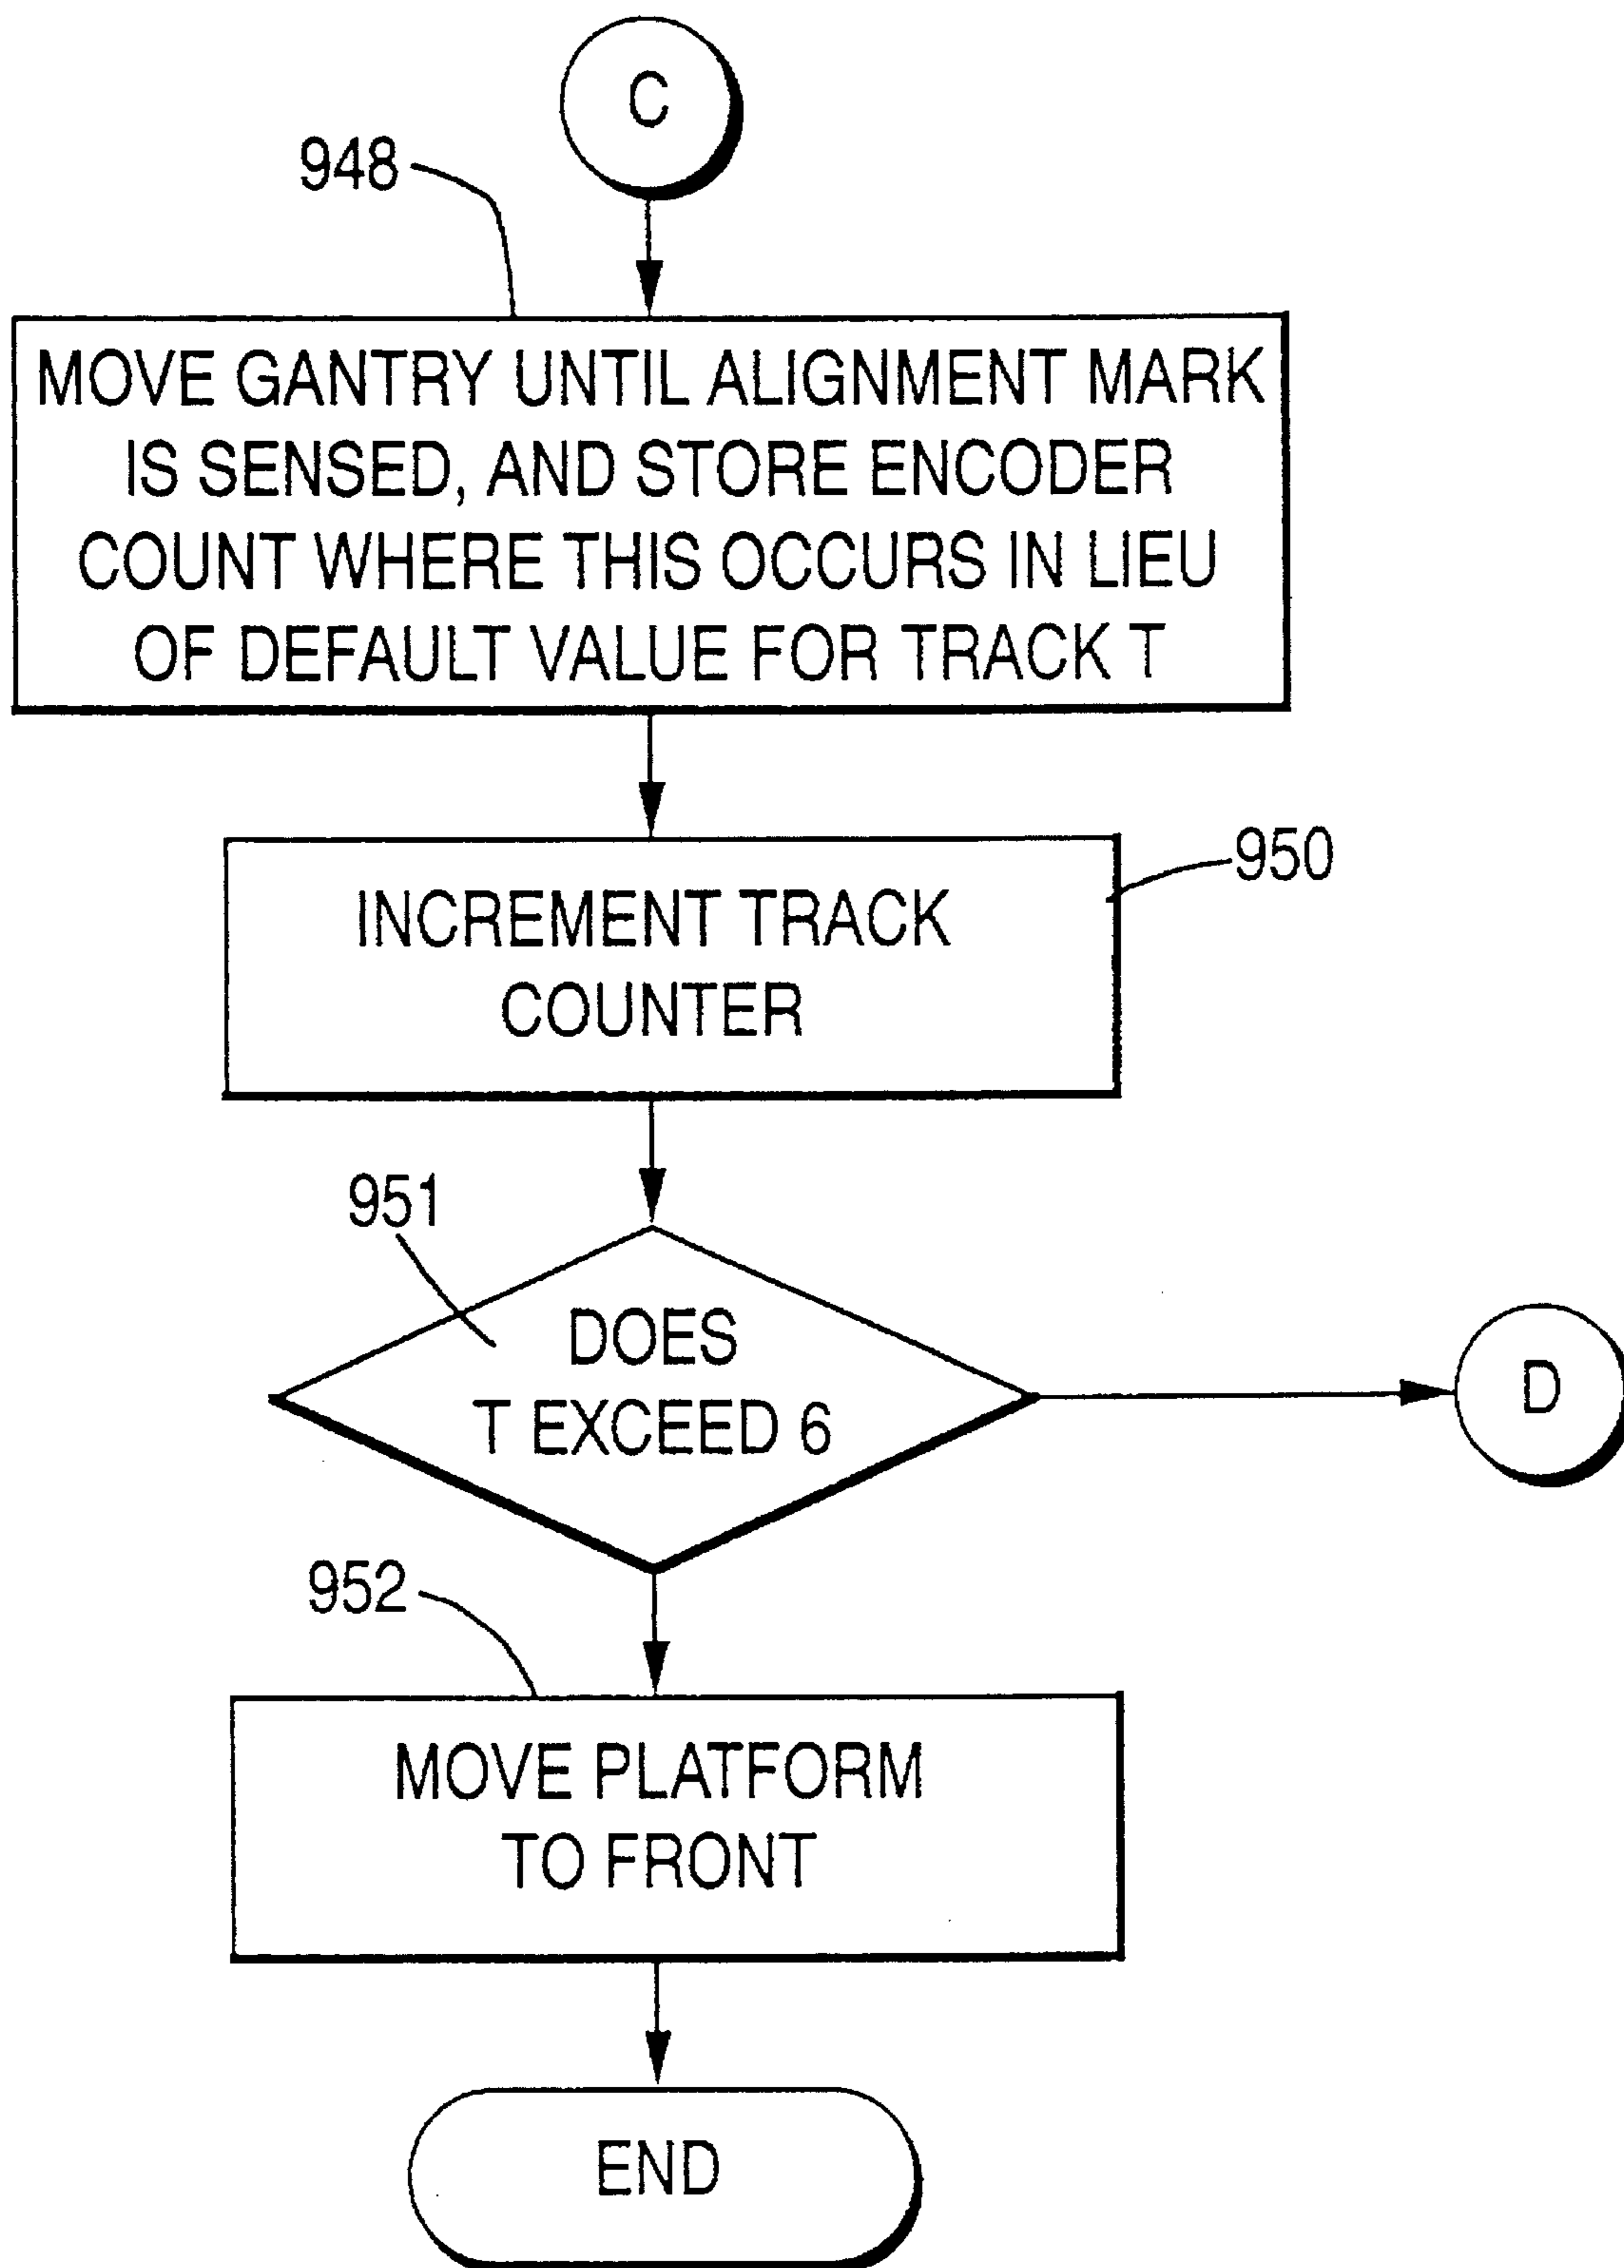 C
948
MOVE GANTRY UNTIL ALIGNMENT MARK
IS SENSED, AND STORE ENCODER
COUNT WHERE THIS OCCURS IN LIEU
OF DEFAULT VALUE FOR TRACK T
950
INCREMENT TRACK
COUNTER
951
DOES
T EXCEED 6
D
952
MOVE PLATFORM
TO FRONT
END